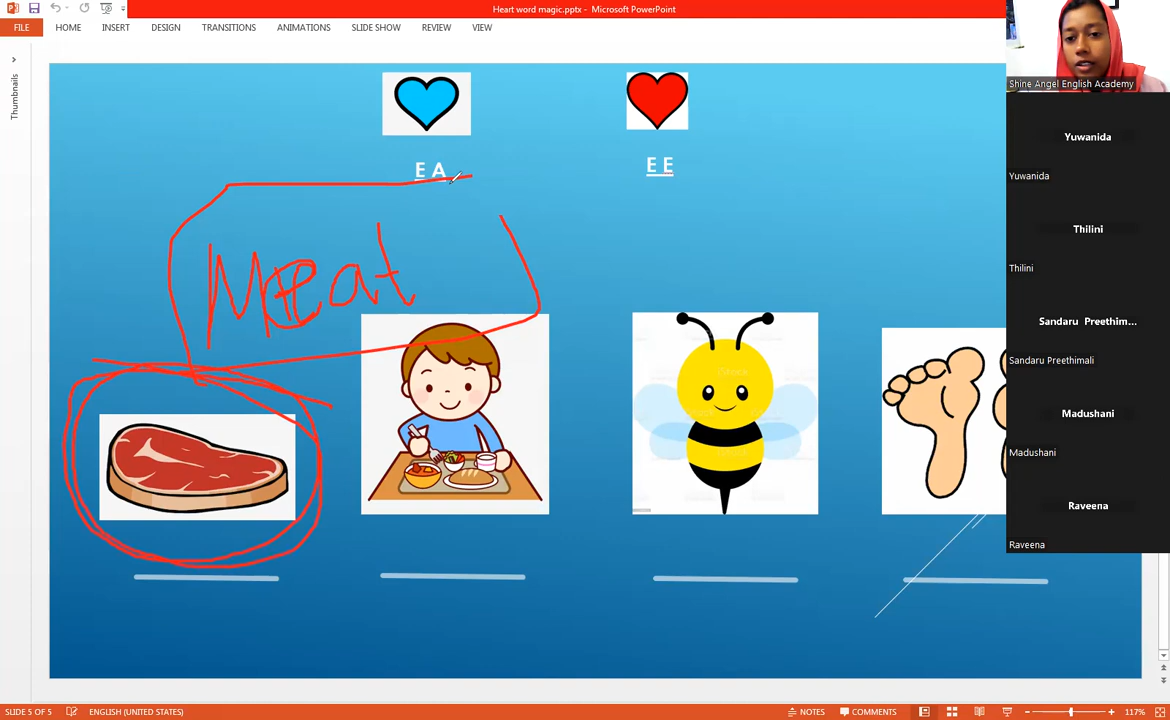 Heart word magic.pptx - Microsoft PowerPoint
FILE HOME INSERT DESIGN TRANSITIONS ANIMATIONS SLIDE SHOW REVIEW VIEW
Thumbnails
E A
E E
Meat
Shine Angel English Academy
Yuwanida
Yuwanida
Thilini
Thilini
Sandaru Preethim...
Sandaru Preethimali
Madushani
Madushani
Raveena
Raveena
SLIDE 5 OF 5 ENGLISH (UNITED STATES) NOTES COMMENTS 117%